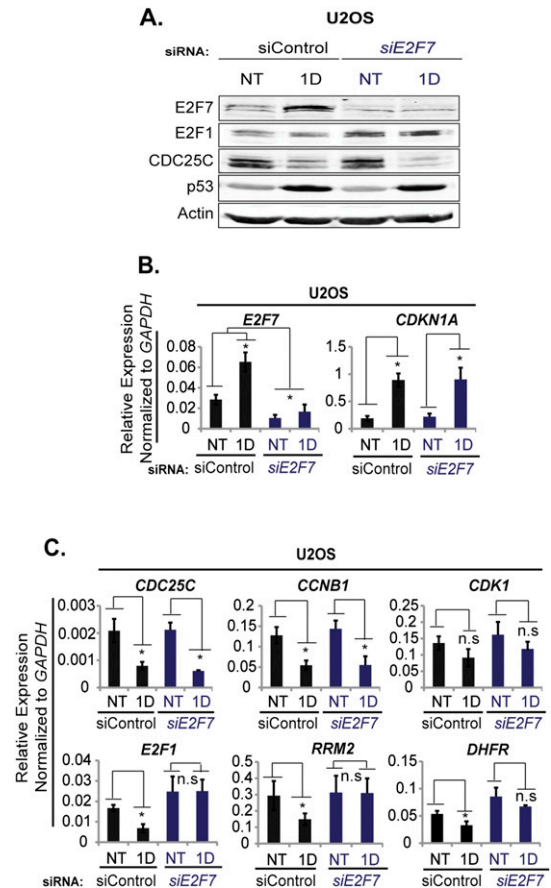 A.
U2OS
siRNA: siControl siE2F7
NT 1D NT 1D
E2F7
E2F1
CDC25C
p53
Actin
B.
U2OS
Relative Expression
Normalized to GAPDH
E2F7
0.08
0.06
0.04
0.02
0
*
*
NT 1D NT 1D
siRNA: siControl siE2F7
CDKN1A
1.5
1.0
0.5
0
*
*
NT 1D NT 1D
siControl siE2F7
C.
U2OS
Relative Expression
Normalized to GAPDH
CDC25C
0.003
0.002
0.001
0
*
*
NT 1D NT 1D
siControl siE2F7
CCNB1
0.2
0.15
0.1
0.05
0
*
*
NT 1D NT 1D
siControl siE2F7
CDK1
0.25
0.2
0.15
0.1
0.05
0
n.s
n.s
NT 1D NT 1D
siControl siE2F7
E2F1
0.04
0.03
0.02
0.01
0
*
n.s
NT 1D NT 1D
siRNA: siControl siE2F7
RRM2
0.5
0.4
0.3
0.2
0.1
0
*
n.s
NT 1D NT 1D
siControl siE2F7
DHFR
0.15
0.1
0.05
0
*
n.s
NT 1D NT 1D
siControl siE2F7